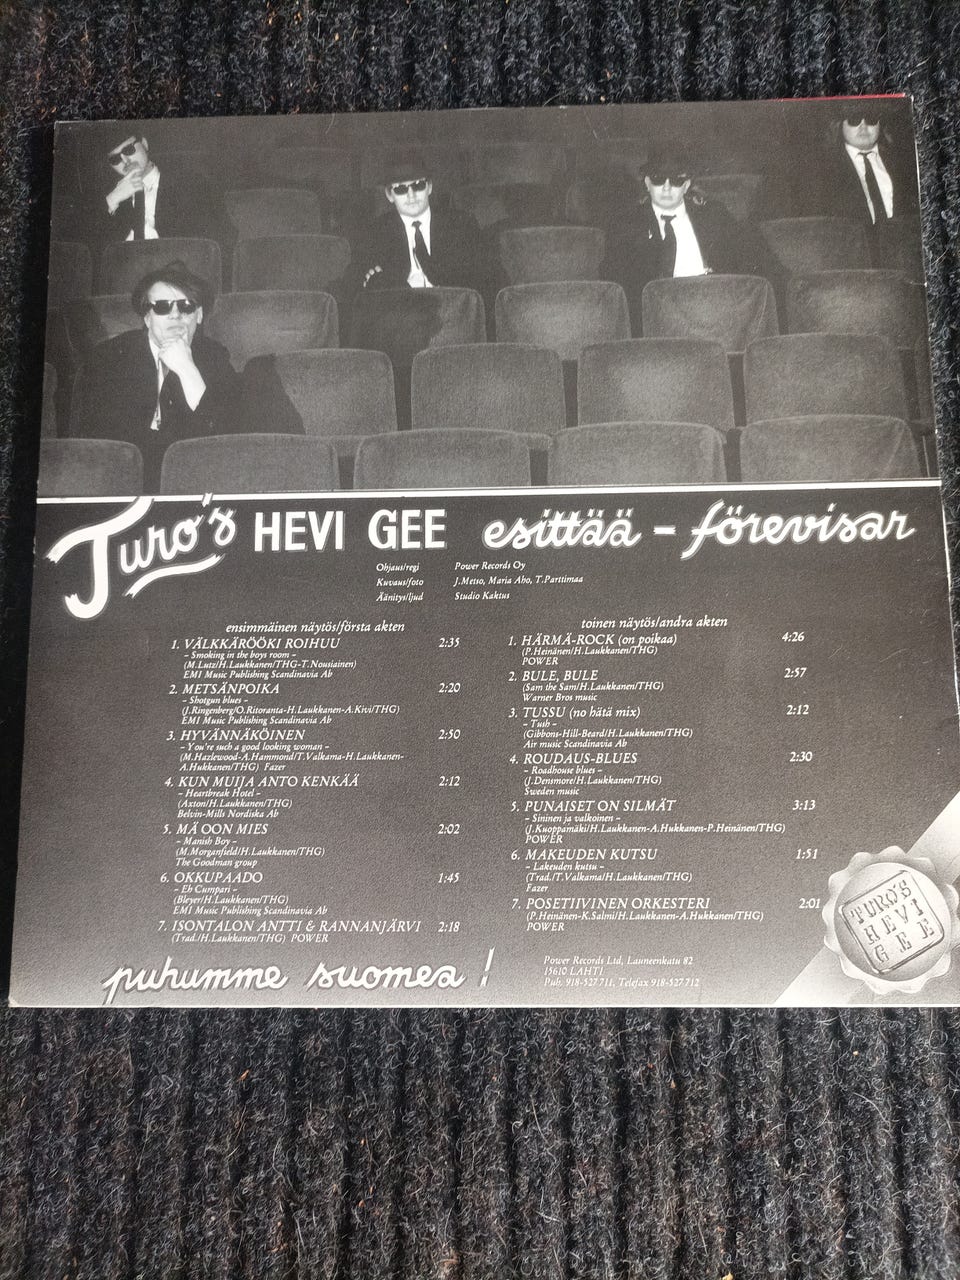 Turo's HEVI GEE esittää - förevisar
Ohjaus/regi Power Records Oy
Kuvaus/foto J.Metso, Maria Aho, T.Parttimaa
Äänitys/ljud Studio Kaktus
ensimmäinen näytös/första akten
1. VÄLKKÄRÖÖKI ROIHUU 2:35
– Smoking in the boys room –
(M.Lutz/H.Laukkanen/THG-T.Nousiainen)
EMI Music Publishing Scandinavia Ab
2. METSÄNPOIKA 2:20
– Shotgun blues –
(J.Ringenberg/O.Ritoranta-H.Laukkanen-A.Kivi/THG)
EMI Music Publishing Scandinavia Ab
3. HYVÄNNÄKÖINEN 2:50
– You're such a good looking woman –
(M.Hazlewood-A.Hammond/T.Valkama-H.Laukkanen-
A.Hukkanen/THG) Fazer
4. KUN MUIJA ANTO KENKÄÄ 2:12
– Heartbreak Hotel –
(Axton/H.Laukkanen/THG)
Belvin-Mills Nordiska Ab
5. MÄ OON MIES 2:02
– Manish Boy –
(M.Morganfield/H.Laukkanen/THG)
The Goodman group
6. OKKUPAADO 1:45
– Eh Cumpari –
(Bleyer/H.Laukkanen/THG)
EMI Music Publishing Scandinavia Ab
7. ISONTALON ANTTI & RANNANJÄRVI 2:18
(Trad./H.Laukkanen/THG) POWER
toinen näytös/andra akten
1. HÄRMÄ-ROCK (on poikaa) 4:26
(P.Heinänen/H.Laukkanen/THG)
POWER
2. BULE, BULE 2:57
(Sam the Sam/H.Laukkanen/THG)
Warner Bros music
3. TUSSU (no hätä mix) 2:12
– Tush –
(Gibbons-Hill-Beard/H.Laukkanen/THG)
Air music Scandinavia Ab
4. ROUDAUS-BLUES 2:30
– Roadhouse blues –
(J.Densmore/H.Laukkanen/THG)
Sweden music
5. PUNAISET ON SILMÄT 3:13
– Sininen ja valkoinen –
(J.Kuoppamäki/H.Laukkanen-A.Hukkanen-P.Heinänen/THG)
POWER
6. MAKEUDEN KUTSU 1:51
– Lakeuden kutsu –
(Trad./T.Valkama/H.Laukkanen/THG)
Fazer
7. POSETIIVINEN ORKESTERI 2:01
(P.Heinänen-K.Salmi/H.Laukkanen-A.Hukkanen/THG)
POWER
puhumme suomea !
Power Records Ltd, Launeenkatu 82
15610 LAHTI
Puh. 918-527 711, Telefax 918-527 712
TURO'S
HEVI
GEE